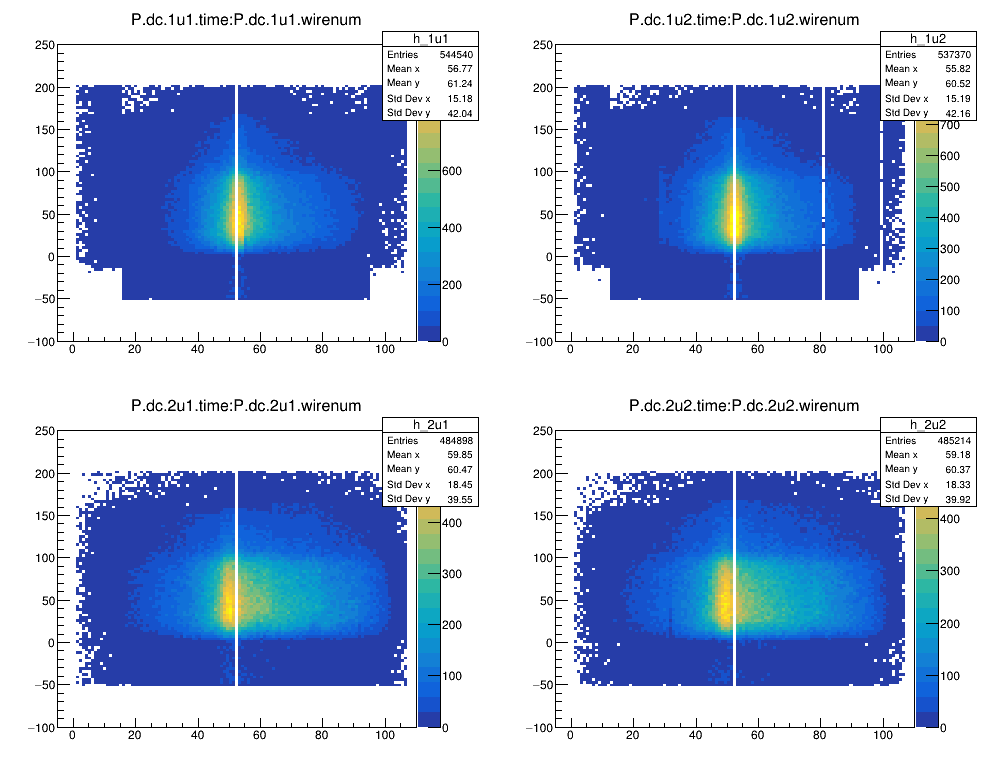 P.dc.1u1.time:P.dc.1u1.wirenum
h_1u1
Entries 544540
Mean x 56.77
Mean y 61.24
Std Dev x 15.18
Std Dev y 42.04
250
200
150
100
50
0
−50
−100
0 20 40 60 80 100
600
400
200
0
P.dc.1u2.time:P.dc.1u2.wirenum
h_1u2
Entries 537370
Mean x 55.82
Mean y 60.52
Std Dev x 15.19
Std Dev y 42.16
250
200
150
100
50
0
−50
−100
0 20 40 60 80 100
700
600
500
400
300
200
100
0
P.dc.2u1.time:P.dc.2u1.wirenum
h_2u1
Entries 484898
Mean x 59.85
Mean y 60.47
Std Dev x 18.45
Std Dev y 39.55
250
200
150
100
50
0
−50
−100
0 20 40 60 80 100
400
300
200
100
0
P.dc.2u2.time:P.dc.2u2.wirenum
h_2u2
Entries 485214
Mean x 59.18
Mean y 60.37
Std Dev x 18.33
Std Dev y 39.92
250
200
150
100
50
0
−50
−100
0 20 40 60 80 100
400
300
200
100
0